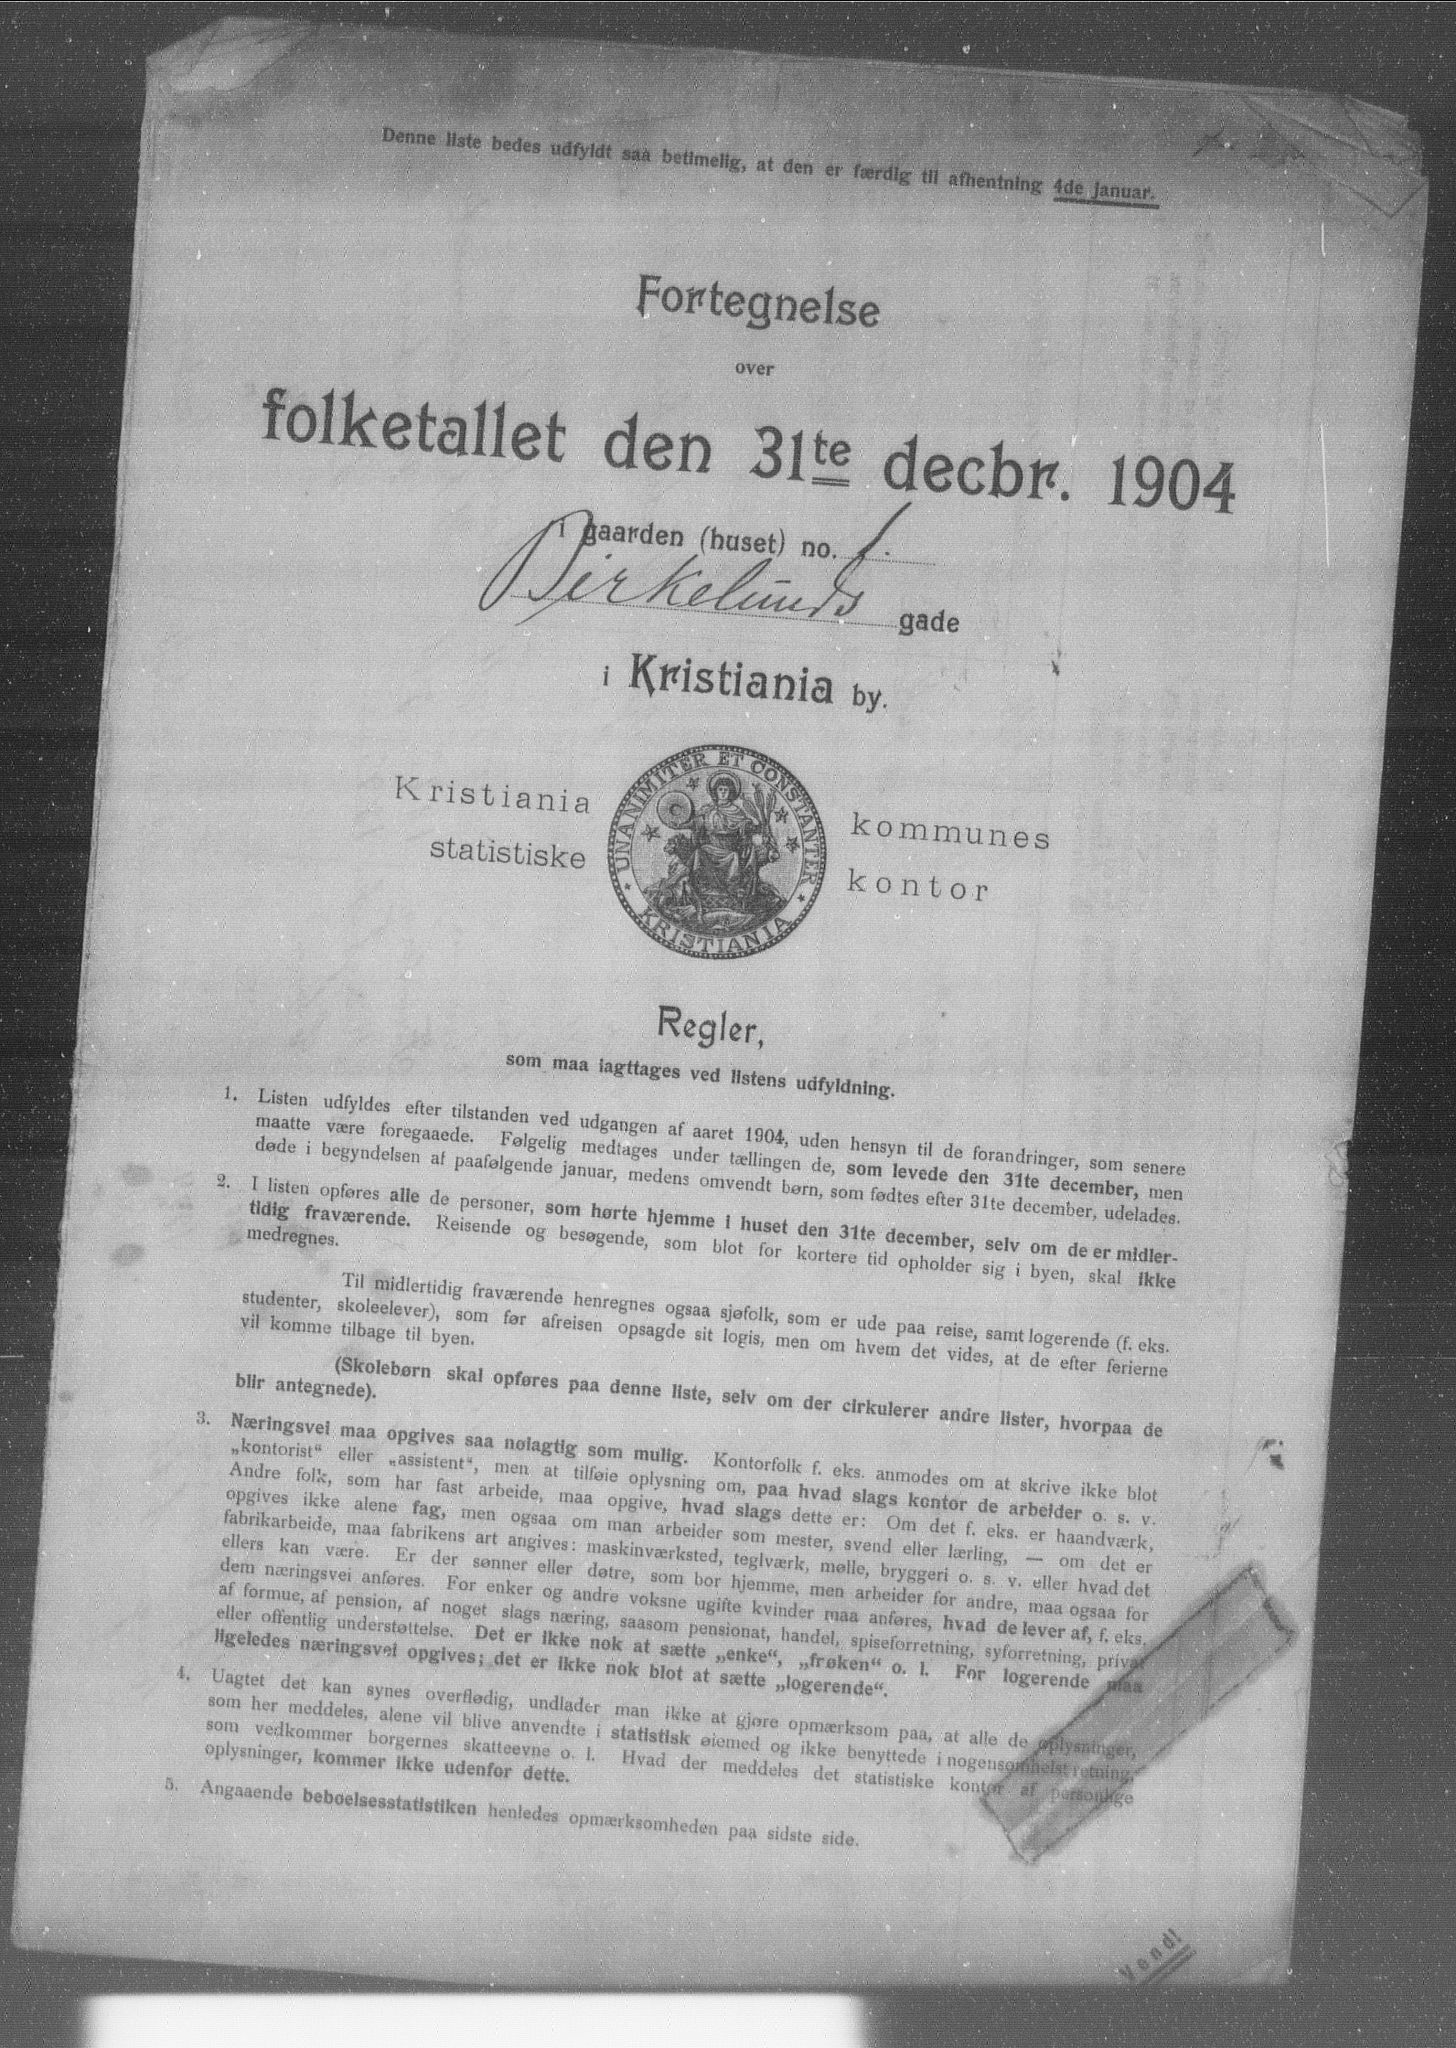 Denne liste bedes udfyldt saa betimelig, at den er færdig til afhentning 4de januar.
Fortegnelse
over
folketallet den 31te decbr. 1904
i gaarden (huset) no. 1.
Birkelunds gade
i Kristiania by.
Kristiania kommunes
statistiske kontor
UNANIMITER ET CONSTANTER
KRISTIANIA
Regler,
som maa iagttages ved listens udfyldning.
1. Listen udfyldes efter tilstanden ved udgangen af aaret 1904, uden hensyn til de forandringer, som senere
maatte være foregaaede. Følgelig medtages under tællingen de, som levede den 31te december, men
døde i begyndelsen af paafølgende januar, medens omvendt børn, som fødtes efter 31te december, udelades.
2. I listen opføres alle de personer, som hørte hjemme i huset den 31te december, selv om de er midler-
tidig fraværende. Reisende og besøgende, som blot for kortere tid opholder sig i byen, skal ikke
medregnes.
Til midlertidig fraværende henregnes ogsaa sjøfolk, som er ude paa reise, samt logerende (f. eks.
studenter, skoleelever), som før afreisen opsagde sit logis, men om hvem det vides, at de efter ferierne
vil komme tilbage til byen.
(Skolebørn skal opføres paa denne liste, selv om der cirkulerer andre lister, hvorpaa de
blir antegnede).
3. Næringsvei maa opgives saa nøiagtig som mulig. Kontorfolk f. eks. anmodes om at skrive ikke blot
„kontorist“ eller „assistent“, men at tilføie oplysning om, paa hvad slags kontor de arbeider o. s. v.
Andre folk, som har fast arbeide, maa opgive, hvad slags dette er: Om det f. eks. er haandværk,
opgives ikke alene fag, men ogsaa om man arbeider som mester, svend eller lærling, — om det er
fabrikarbeide, maa fabrikens art angives: maskinværksted, teglværk, mølle, bryggeri o. s. v. eller hvad det
ellers kan være. Er der sønner eller døtre, som bor hjemme, men arbeider for andre, maa ogsaa for
dem næringsvei anføres. For enker og andre voksne ugifte kvinder maa anføres, hvad de lever af, f. eks.
af formue, af pension, af noget slags næring, saasom pensionat, handel, spiseforretning, syforretning, privat
eller offentlig understøttelse. Det er ikke nok at sætte „enke“, „frøken“ o. l. For logerende maa
ligeledes næringsvei opgives; det er ikke nok blot at sætte „logerende“.
4. Uagtet det kan synes overflødig, undlader man ikke at gjøre opmærksom paa, at alle de oplysninger,
som her meddeles, alene vil blive anvendte i statistisk øiemed og ikke benyttede i nogensomhelst retning,
som vedkommer borgernes skatteevne o. l. Hvad der meddeles det statistiske kontor af personlige
oplysninger, kommer ikke udenfor dette.
5. Angaaende beboelsesstatistiken henledes opmærksomheden paa sidste side.
Vend!